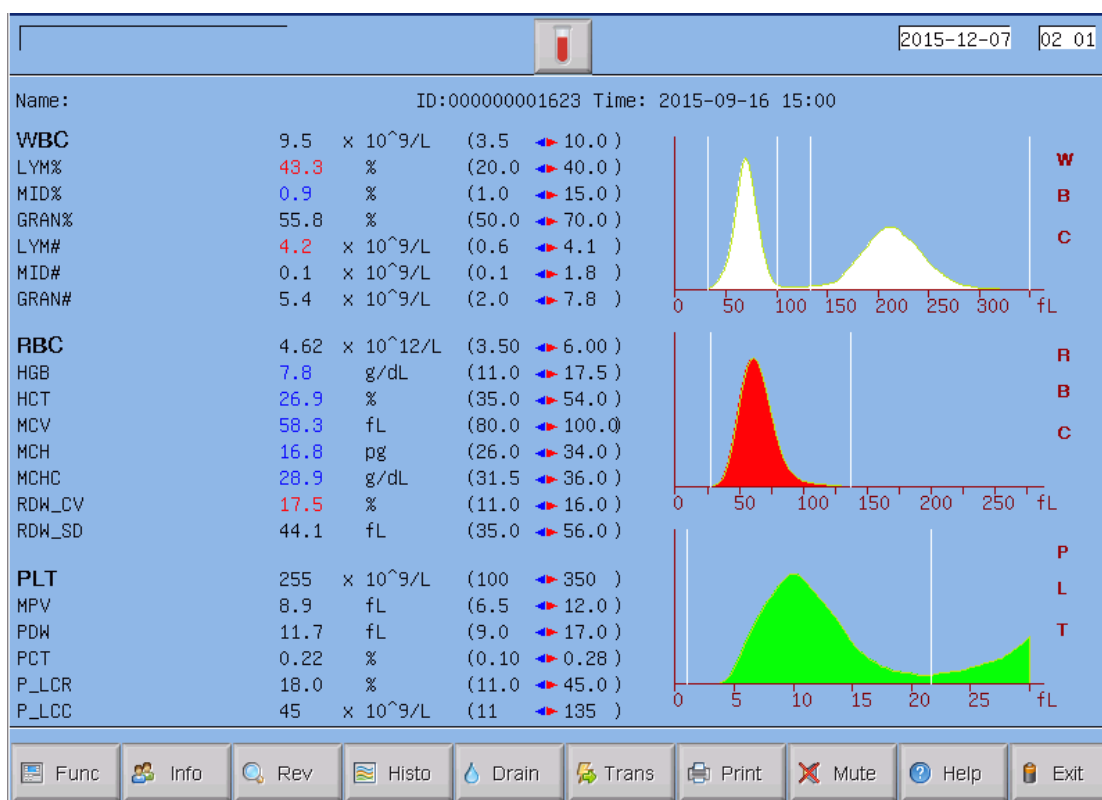 2015-12-07 02 01
Name: ID:000000001623 Time: 2015-09-16 15:00
WBC 9.5 x 10^9/L (3.5 10.0 )
LYM% 43.3 % (20.0 40.0 )
MID% 0.9 % (1.0 15.0 )
GRAN% 55.8 % (50.0 70.0 )
LYM# 4.2 x 10^9/L (0.6 4.1 )
MID# 0.1 x 10^9/L (0.1 1.8 )
GRAN# 5.4 x 10^9/L (2.0 7.8 )
W
B
C
0 50 100 150 200 250 300 fL
RBC 4.62 x 10^12/L (3.50 6.00 )
HGB 7.8 g/dL (11.0 17.5 )
HCT 26.9 % (35.0 54.0 )
MCV 58.3 fL (80.0 100.0)
MCH 16.8 pg (26.0 34.0 )
MCHC 28.9 g/dL (31.5 36.0 )
RDW_CV 17.5 % (11.0 16.0 )
RDW_SD 44.1 fL (35.0 56.0 )
R
B
C
0 50 100 150 200 250 fL
PLT 255 x 10^9/L (100 350 )
MPV 8.9 fL (6.5 12.0 )
PDW 11.7 fL (9.0 17.0 )
PCT 0.22 % (0.10 0.28 )
P_LCR 18.0 % (11.0 45.0 )
P_LCC 45 x 10^9/L (11 135 )
P
L
T
0 5 10 15 20 25 fL
Func Info Rev Histo Drain Trans Print Mute Help Exit